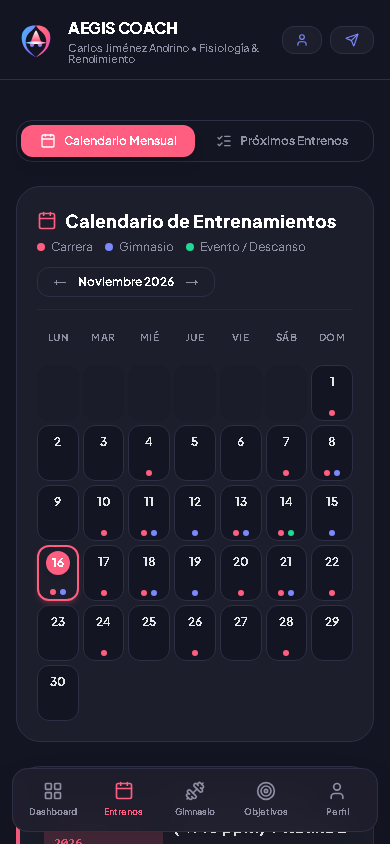 AEGIS COACH
Carlos Jiménez Andrino • Fisiología &
Rendimiento
Calendario Mensual
Próximos Entrenos
Calendario de Entrenamientos
Carrera
Gimnasio
Evento / Descanso
← Noviembre 2026 →
LUN MAR MIÉ JUE VIE SÁB DOM
1
2 3 4 5 6 7 8
9 10 11 12 13 14 15
16 17 18 19 20 21 22
23 24 25 26 27 28 29
30
Dashboard Entrenos Gimnasio Objetivos Perfil
2026